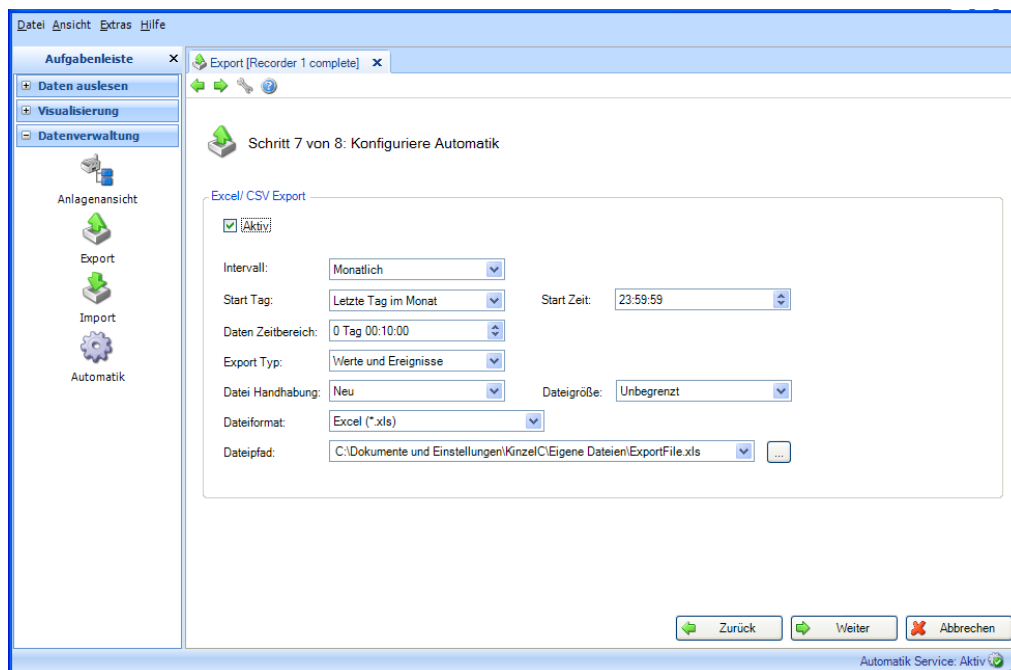 Datei Ansicht Extras Hilfe
Aufgabenleiste
Daten auslesen
Visualisierung
Datenverwaltung
Anlagenansicht
Export
Import
Automatik
Export [Recorder 1 complete]
Schritt 7 von 8: Konfiguriere Automatik
Excel/ CSV Export
Aktiv
Intervall: Monatlich
Start Tag: Letzte Tag im Monat Start Zeit: 23:59:59
Daten Zeitbereich: 0 Tag 00:10:00
Export Typ: Werte und Ereignisse
Datei Handhabung: Neu Dateigröße: Unbegrenzt
Dateiformat: Excel (*.xls)
Dateipfad: C:\Dokumente und Einstellungen\KinzelC\Eigene Dateien\ExportFile.xls ...
Zurück Weiter Abbrechen
Automatik Service: Aktiv